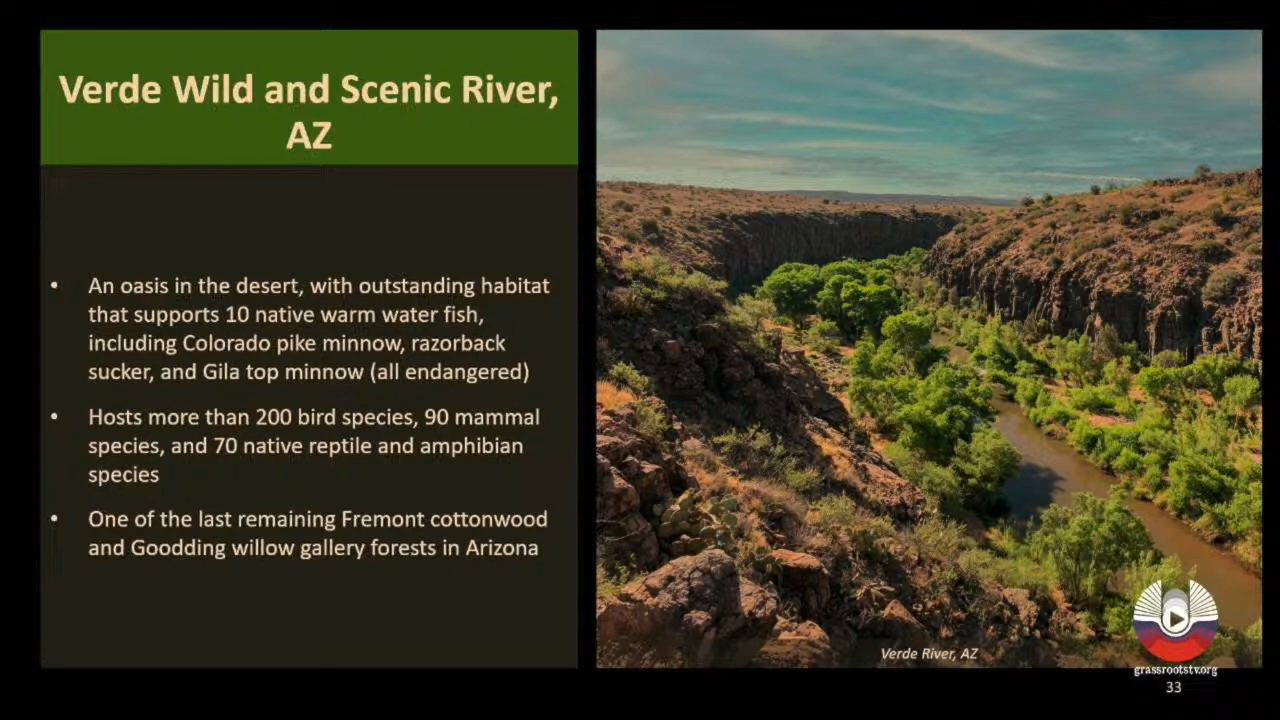 Verde Wild and Scenic River,
AZ
• An oasis in the desert, with outstanding habitat
that supports 10 native warm water fish,
including Colorado pike minnow, razorback
sucker, and Gila top minnow (all endangered)
• Hosts more than 200 bird species, 90 mammal
species, and 70 native reptile and amphibian
species
• One of the last remaining Fremont cottonwood
and Goodding willow gallery forests in Arizona
Verde River, AZ
grassrootstv.org
33